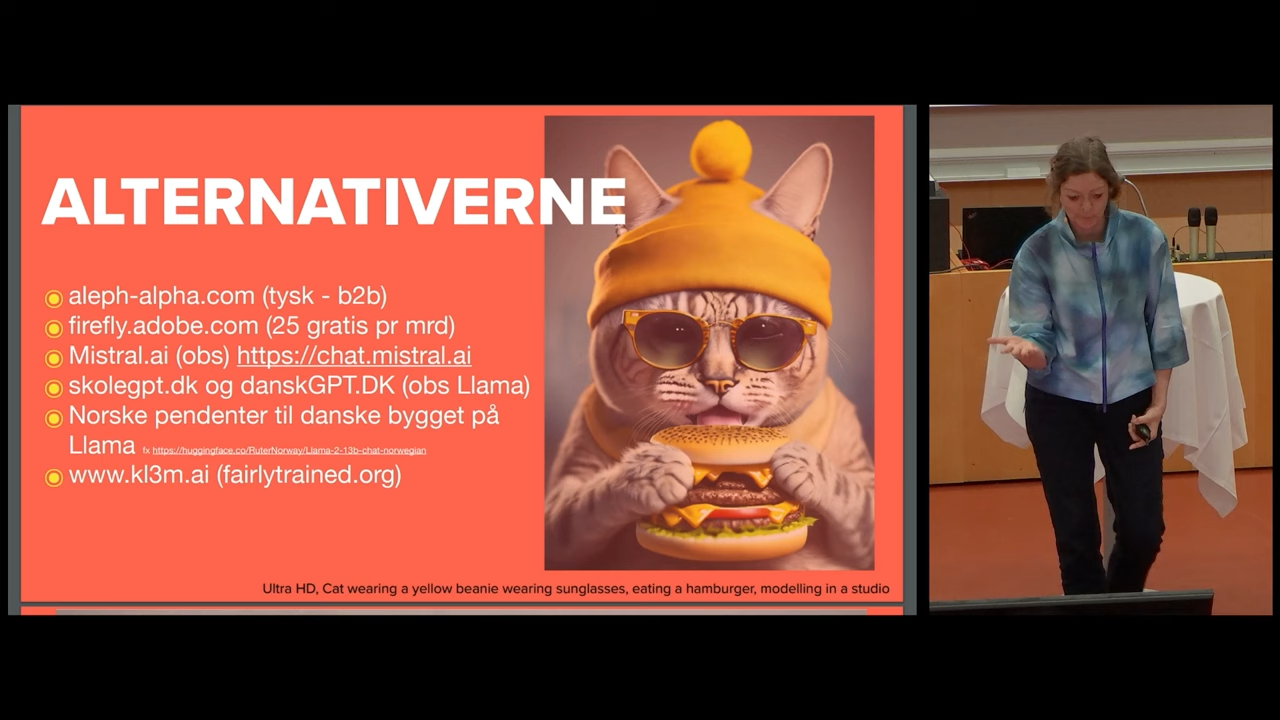 ALTERNATIVERNE
aleph-alpha.com (tysk - b2b)
firefly.adobe.com (25 gratis pr mrd)
Mistral.ai (obs) https://chat.mistral.ai
skolegpt.dk og danskGPT.DK (obs Llama)
Norske pendenter til danske bygget på
Llama fx https://huggingface.co/RuterNorway/Llama-2-13b-chat-norwegian
www.kl3m.ai (fairlytrained.org)
Ultra HD, Cat wearing a yellow beanie wearing sunglasses, eating a hamburger, modelling in a studio